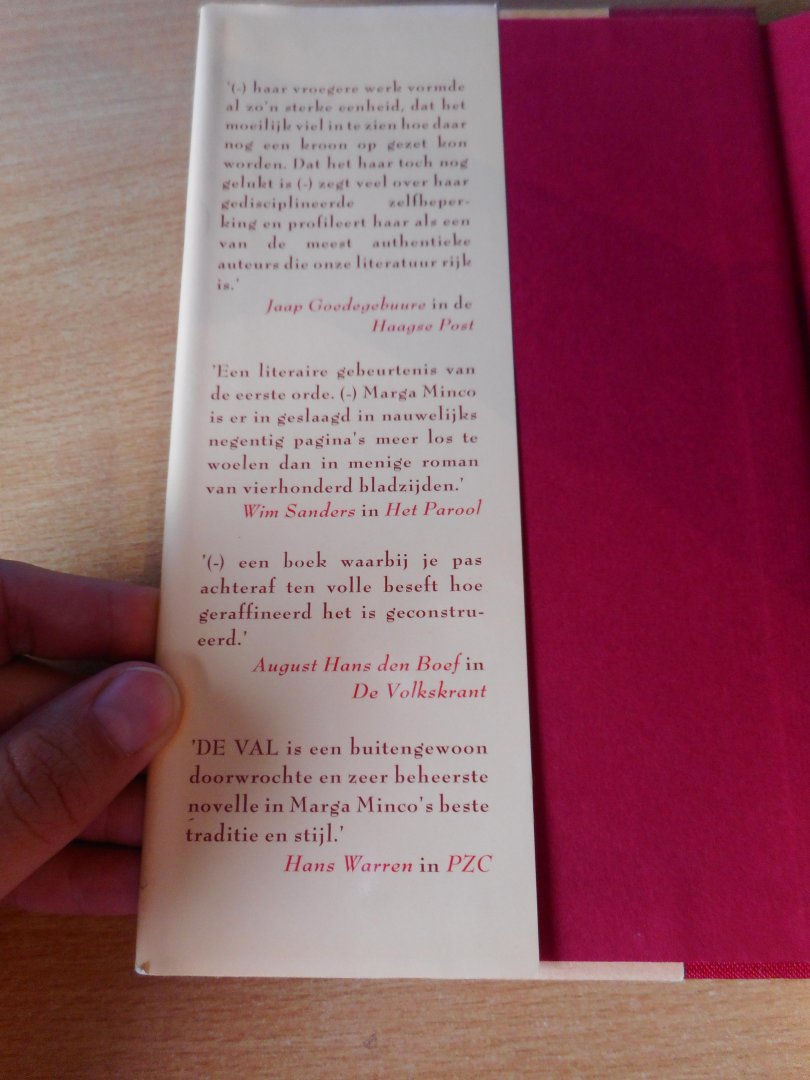 '(-) haar vroegere werk vormde
al zo'n sterke eenheid, dat het
moeilijk viel in te zien hoe daar
nog een kroon op gezet kon
worden. Dat het haar toch nog
gelukt is (-) zegt veel over haar
gedisciplineerde zelfbeper-
king en profileert haar als een
van de meest authentieke
auteurs die onze literatuur rijk
is.'
Jaap Goedegebuure in de
Haagse Post
'Een literaire gebeurtenis van
de eerste orde. (-) Marga Minco
is er in geslaagd in nauwelijks
negentig pagina's meer los te
woelen dan in menige roman
van vierhonderd bladzijden.'
Wim Sanders in Het Parool
'(-) een boek waarbij je pas
achteraf ten volle beseft hoe
geraffineerd het is geconstru-
eerd.'
August Hans den Boef in
De Volkskrant
'DE VAL is een buitengewoon
doorwrochte en zeer beheerste
novelle in Marga Minco's beste
traditie en stijl.'
Hans Warren in PZC